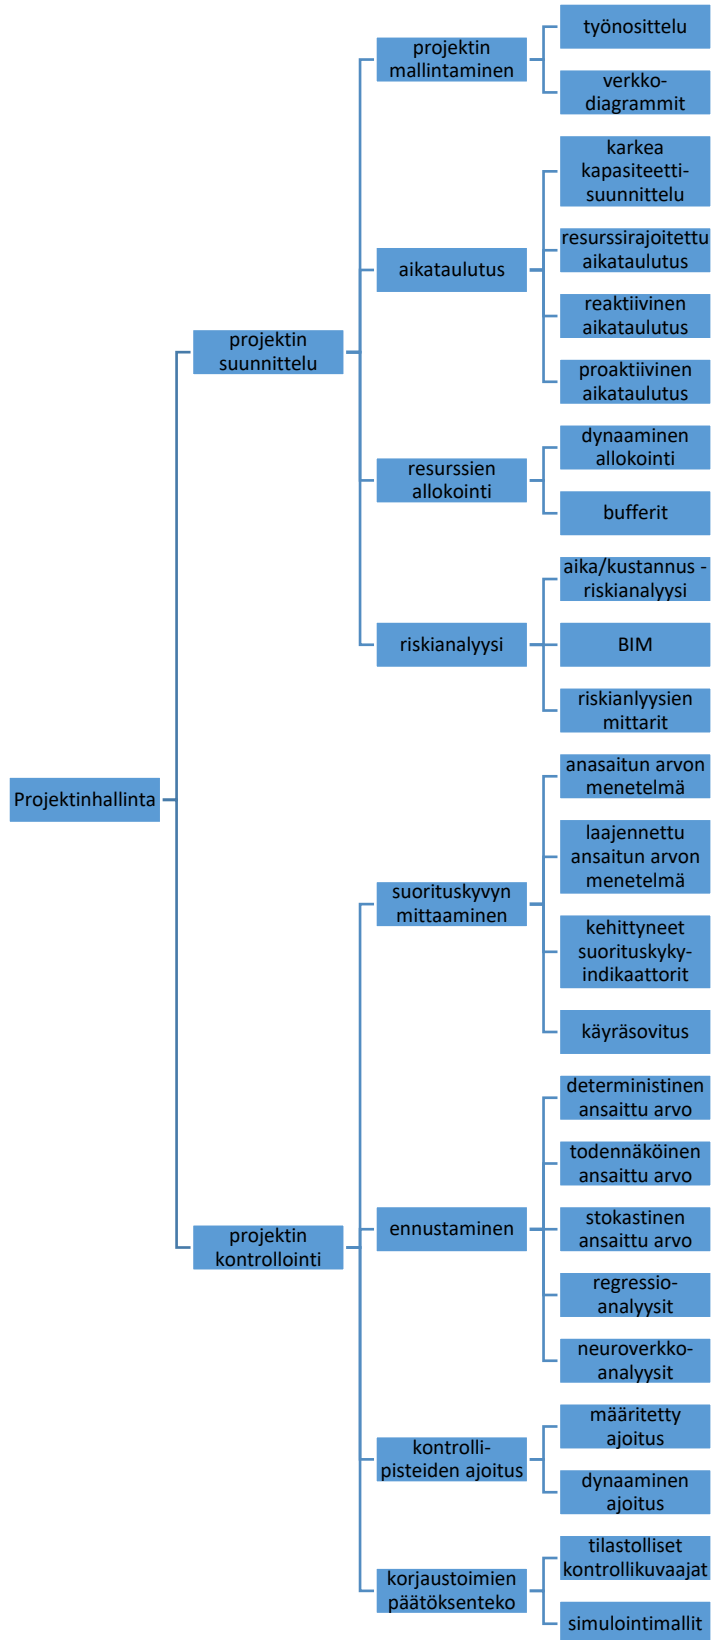 työnosittelu
projektin
mallintaminen
verkko-
diagrammit
karkea
kapasiteetti-
suunnittelu
resurssirajoitettu
aikataulutus
aikataulutus
reaktiivinen
aikataulutus
projektin
suunnittelu
proaktiivinen
aikataulutus
dynaaminen
allokointi
resurssien
allokointi
bufferit
aika/kustannus -
riskianalyysi
riskianalyysi
BIM
riskianlyysien
mittarit
Projektinhallinta
anasaitun arvon
menetelmä
laajennettu
ansaitun arvon
menetelmä
suorituskyvyn
mittaaminen
kehittyneet
suorituskyky-
indikaattorit
käyräsovitus
deterministinen
ansaittu arvo
todennäköinen
ansaittu arvo
ennustaminen
stokastinen
ansaittu arvo
projektin
kontrollointi
regressio-
analyysit
neuroverkko-
analyysit
määritetty
ajoitus
kontrolli-
pisteiden ajoitus
dynaaminen
ajoitus
tilastolliset
kontrollikuvaajat
korjaustoimien
päätöksenteko
simulointimallit